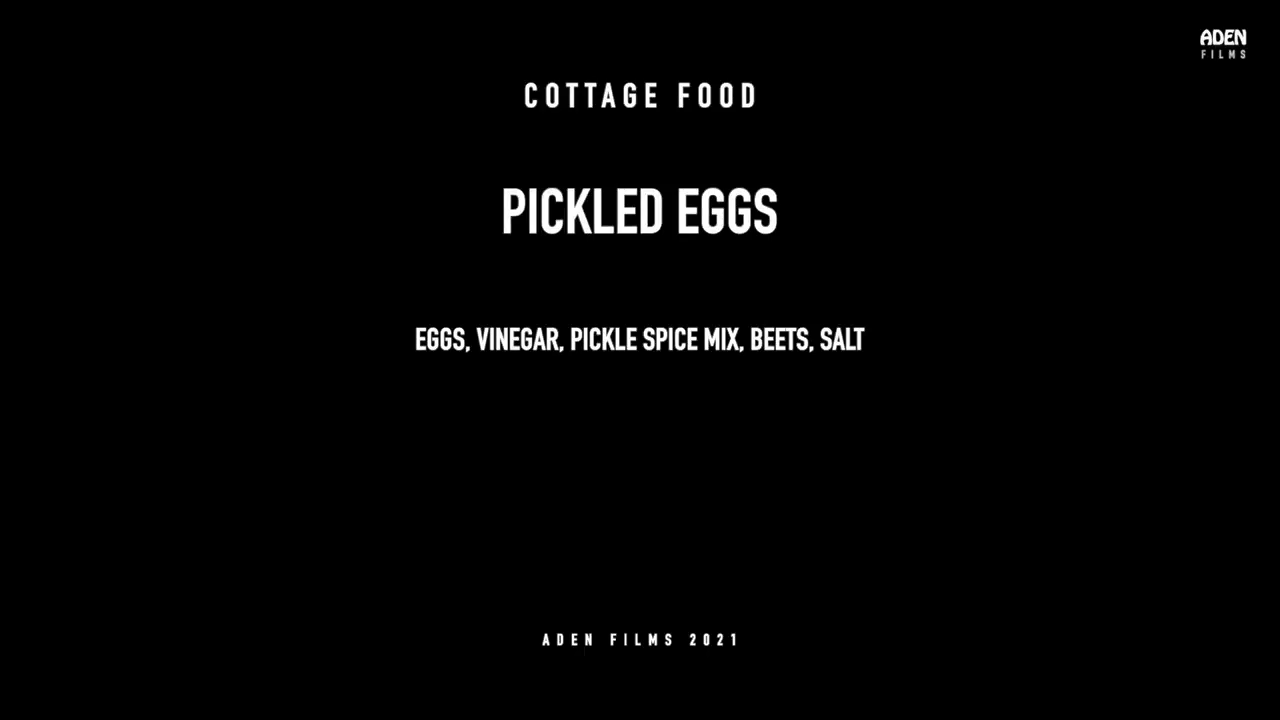 ADEN
FILMS
COTTAGE FOOD
PICKLED EGGS
EGGS, VINEGAR, PICKLE SPICE MIX, BEETS, SALT
ADEN FILMS 2021